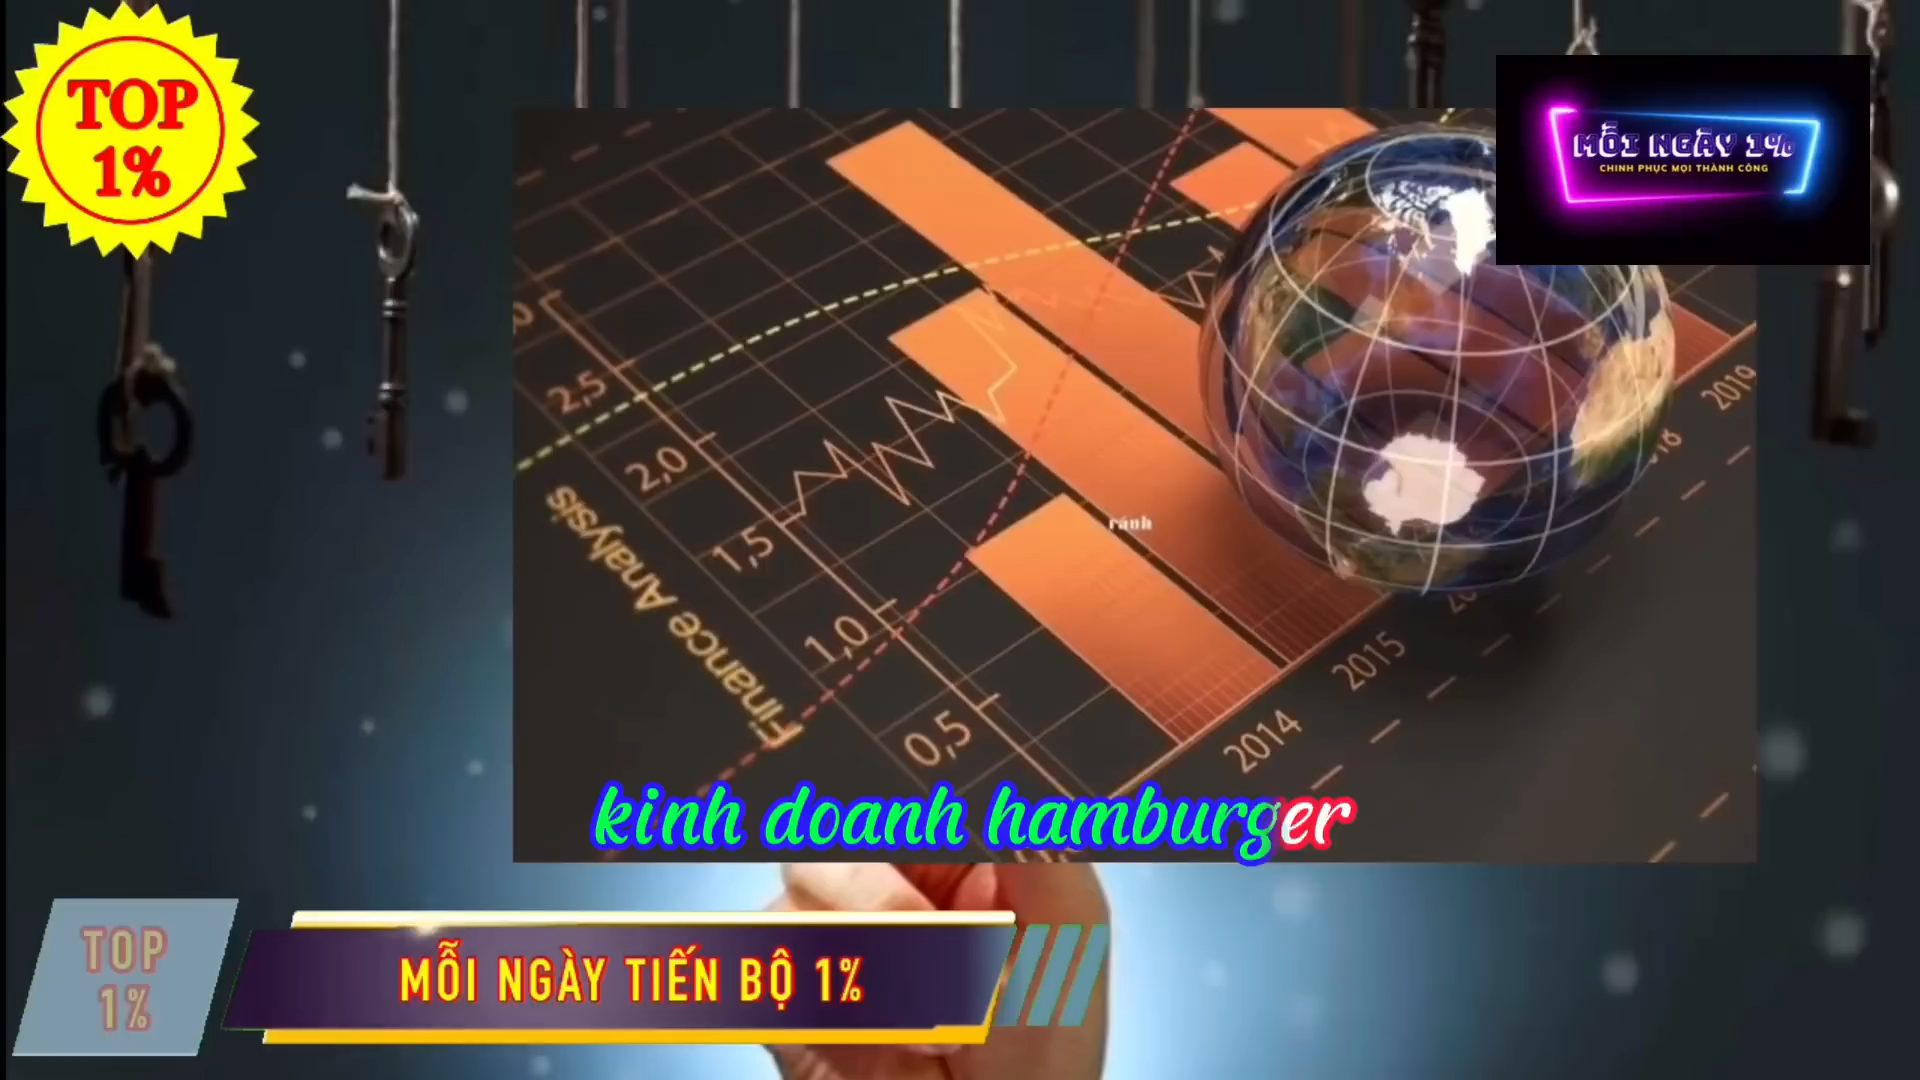 TOP
1%
MỖI NGÀY 1%
CHINH PHỤC MỌI THÀNH CÔNG
2,5
2,0
1,5
1,0
0,5
Finance Analysis
2014
2015
2019
ránh
kinh doanh hamburger
TOP
1%
MỖI NGÀY TIẾN BỘ 1%